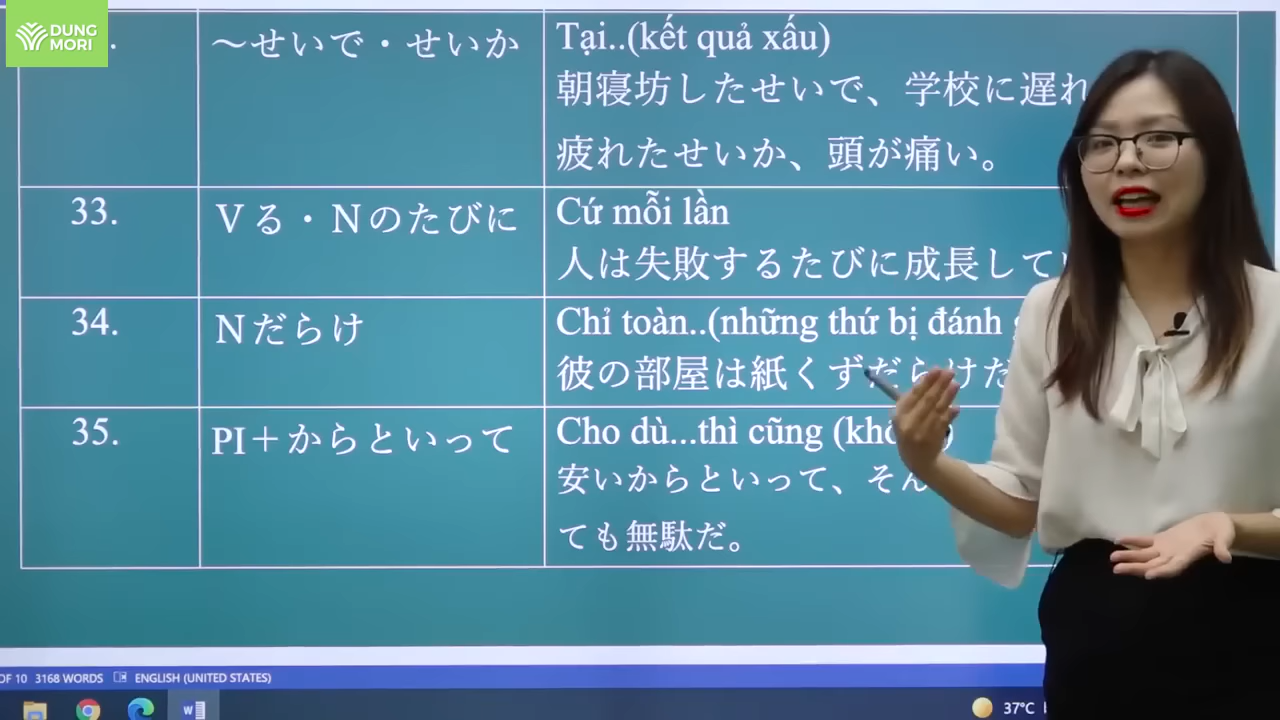 DUNG
MORI
.
～せいで・せいか
Tại..(kết quả xấu)
朝寝坊したせいで、学校に遅れ
疲れたせいか、頭が痛い。
33.
Ｖる・Ｎのたびに
Cứ mỗi lần
人は失敗するたびに成長して
34.
Ｎだらけ
Chỉ toàn..(những thứ bị đánh
彼の部屋は紙くずだらけだ
35.
PI＋からといって
Cho dù...thì cũng
安いからといって、そん
ても無駄だ。
OF 10 3168 WORDS ENGLISH (UNITED STATES)
37°C